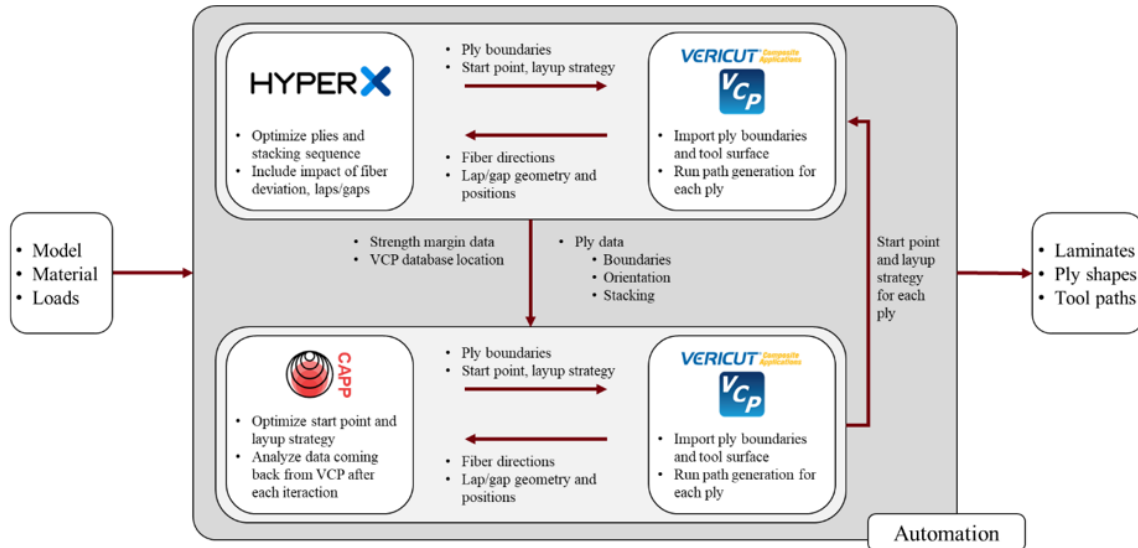 • Model
• Material
• Loads
HYPERX
• Optimize plies and
stacking sequence
• Include impact of fiber
deviation, laps/gaps
• Ply boundaries
• Start point, layup strategy
• Fiber directions
• Lap/gap geometry and
positions
VERICUT Composite Applications
VCP
• Import ply boundaries
and tool surface
• Run path generation for
each ply
• Strength margin data
• VCP database location
• Ply data
• Boundaries
• Orientation
• Stacking
Start point
and layup
strategy
for each
ply
CAPP
• Optimize start point and
layup strategy
• Analyze data coming
back from VCP after
each iteraction
• Ply boundaries
• Start point, layup strategy
• Fiber directions
• Lap/gap geometry and
positions
VERICUT Composite Applications
VCP
• Import ply boundaries
and tool surface
• Run path generation for
each ply
• Laminates
• Ply shapes
• Tool paths
Automation